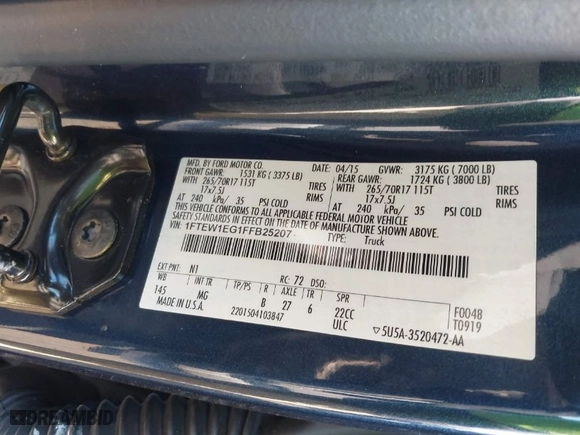 MFD. BY FORD MOTOR CO.
DATE: 04/15 GVWR: 3175 KG ( 7000 LB)
FRONT GAWR: 1531 KG ( 3375 LB) REAR GAWR: 1724 KG ( 3800 LB)
WITH 265/70R17 115T TIRES WITH 265/70R17 115T TIRES
17x7.5J RIMS 17x7.5J RIMS
AT 240 kPa/ 35 PSI COLD AT 240 kPa/ 35 PSI COLD
THIS VEHICLE CONFORMS TO ALL APPLICABLE FEDERAL MOTOR VEHICLE
SAFETY STANDARDS IN EFFECT ON THE DATE OF MANUFACTURE SHOWN ABOVE.
VIN: 1FTEW1EG1FFB25207
TYPE: Truck
EXT PNT: N1 RC: 72 DSO:
WB INT TR TP/PS R AXLE TR SPR
145 MG B 27 6 22CC F0048
MADE IN U.S.A. 2201504103847 ULC T0919
▽5U5A-3520472-AA
DREAMBID